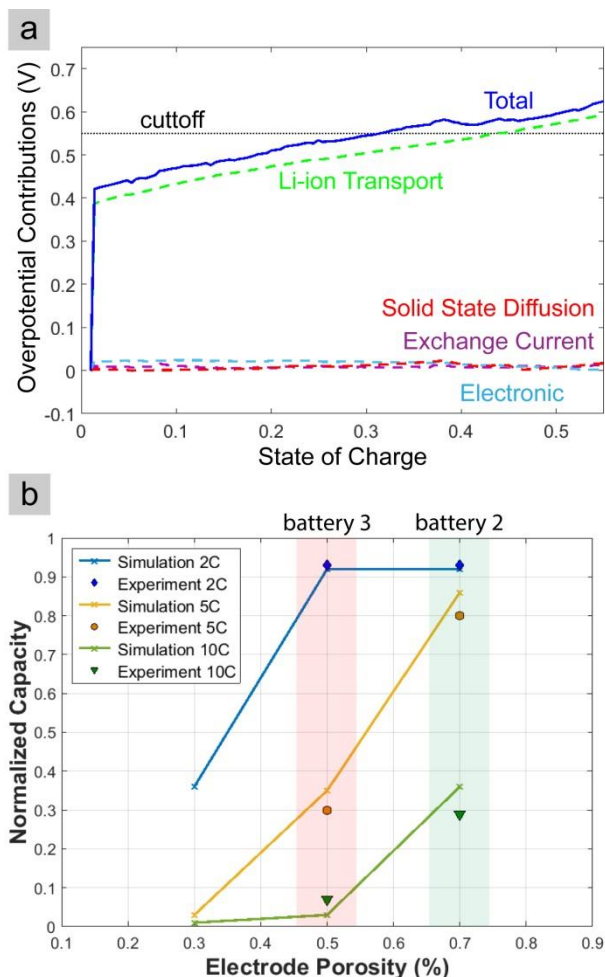 a
Overpotential Contributions (V)
0.7
0.6
0.5
0.4
0.3
0.2
0.1
0
-0.1
cuttoff
Total
Li-ion Transport
Solid State Diffusion
Exchange Current
Electronic
0 0.1 0.2 0.3 0.4 0.5
State of Charge
b
battery 3 battery 2
Normalized Capacity
1
0.9
0.8
0.7
0.6
0.5
0.4
0.3
0.2
0.1
0
Simulation 2C
Experiment 2C
Simulation 5C
Experiment 5C
Simulation 10C
Experiment 10C
0.1 0.2 0.3 0.4 0.5 0.6 0.7 0.8 0.9
Electrode Porosity (%)